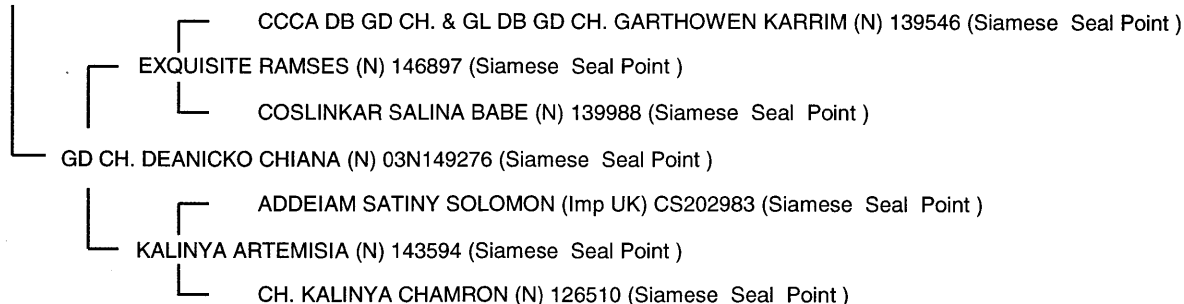 CCCA DB GD CH. & GL DB GD CH. GARTHOWEN KARRIM (N) 139546 (Siamese Seal Point )
EXQUISITE RAMSES (N) 146897 (Siamese Seal Point )
COSLINKAR SALINA BABE (N) 139988 (Siamese Seal Point )
GD CH. DEANICKO CHIANA (N) 03N149276 (Siamese Seal Point )
ADDEIAM SATINY SOLOMON (Imp UK) CS202983 (Siamese Seal Point )
KALINYA ARTEMISIA (N) 143594 (Siamese Seal Point )
CH. KALINYA CHAMRON (N) 126510 (Siamese Seal Point )